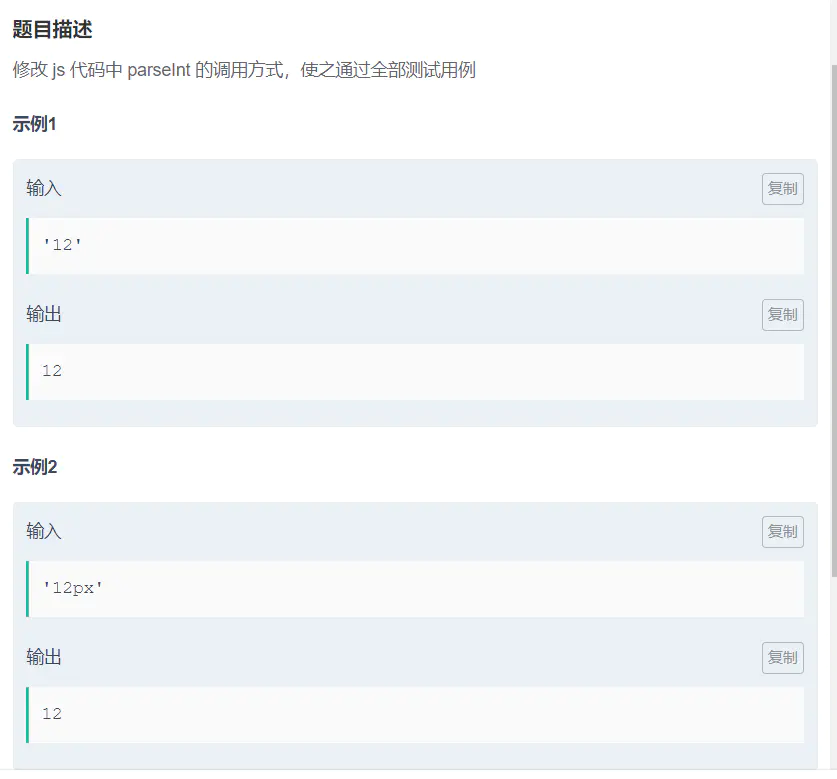 题目描述
修改 js 代码中 parseInt 的调用方式，使之通过全部测试用例
示例1
输入
复制
'12'
输出
复制
12
示例2
输入
复制
'12px'
输出
复制
12